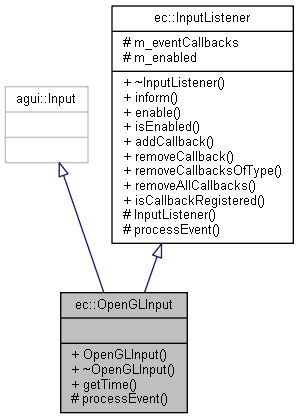 ec::InputListener
# m_eventCallbacks
# m_enabled
+ ~InputListener()
+ inform()
+ enable()
+ isEnabled()
+ addCallback()
+ removeCallback()
+ removeCallbacksOfType()
+ removeAllCallbacks()
+ isCallbackRegistered()
# InputListener()
# processEvent()
agui::Input
ec::OpenGLInput
+ OpenGLInput()
+ ~OpenGLInput()
+ getTime()
# processEvent()